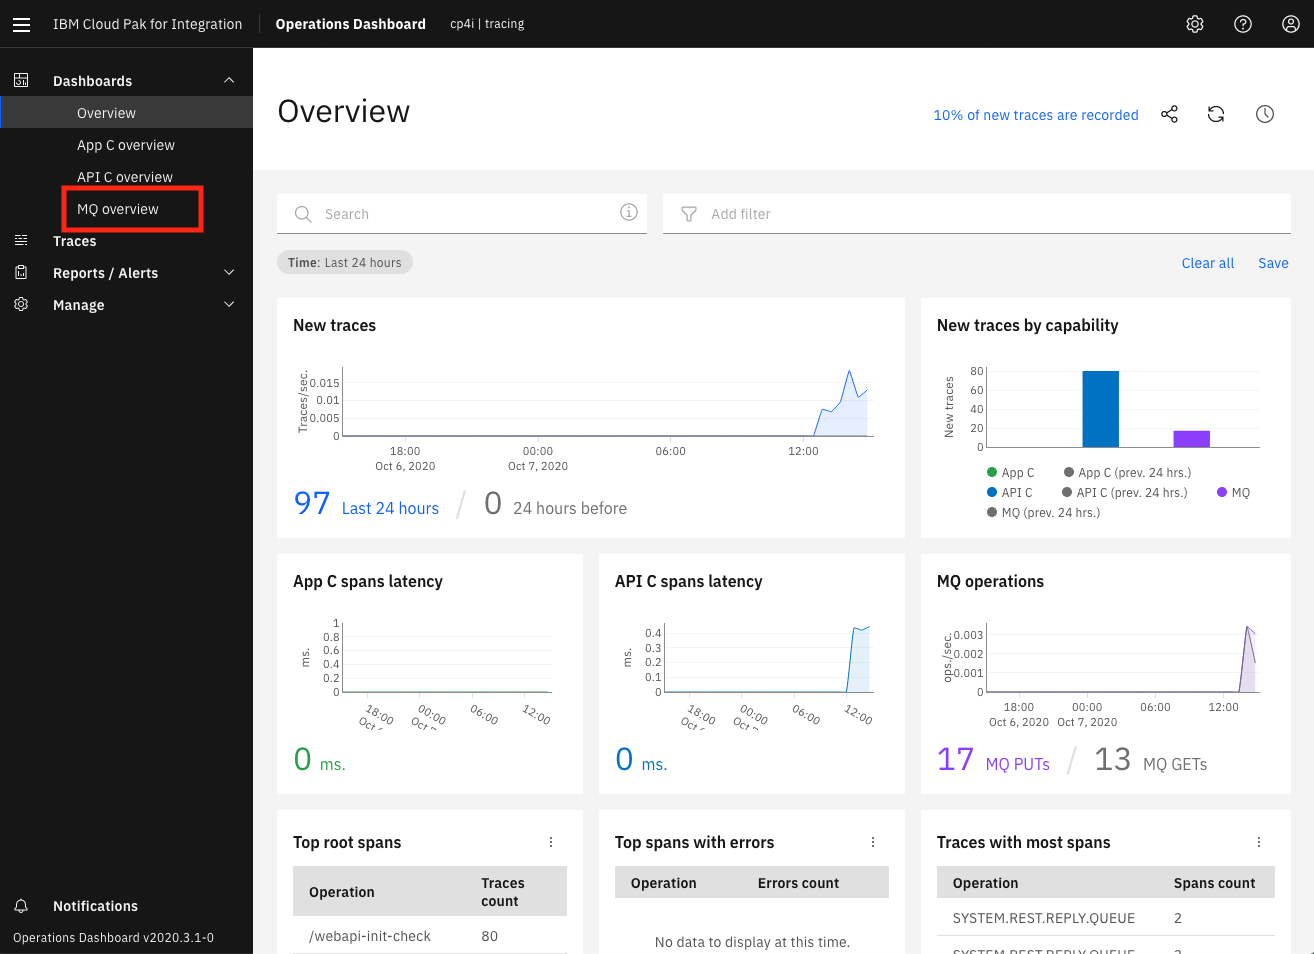 IBM Cloud Pak for Integration
Operations Dashboard
cp4i | tracing
Dashboards
Overview
App C overview
API C overview
MQ overview
Traces
Reports / Alerts
Manage
Notifications
Operations Dashboard v2020.3.1-0
Overview
10% of new traces are recorded
Search
Add filter
Time: Last 24 hours
Clear all
Save
New traces
Traces/sec.
0.015
0.01
0.005
0
18:00 00:00 06:00 12:00
Oct 6, 2020 Oct 7, 2020
97 Last 24 hours / 0 24 hours before
New traces by capability
New traces
80
60
40
20
0
App C App C (prev. 24 hrs.)
API C API C (prev. 24 hrs.) MQ
MQ (prev. 24 hrs.)
App C spans latency
ms.
1
0.8
0.6
0.4
0.2
0
18:00 00:00 06:00 12:00
0 ms.
API C spans latency
ms.
0.4
0.3
0.2
0.1
0
18:00 00:00 06:00 12:00
0 ms.
MQ operations
ops./sec.
0.003
0.002
0.001
0
18:00 00:00 06:00 12:00
Oct 6, 2020 Oct 7, 2020
17 MQ PUTs / 13 MQ GETs
Top root spans
Operation Traces count
/webapi-init-check 80
Top spans with errors
Operation Errors count
No data to display at this time.
Traces with most spans
Operation Spans count
SYSTEM.REST.REPLY.QUEUE 2